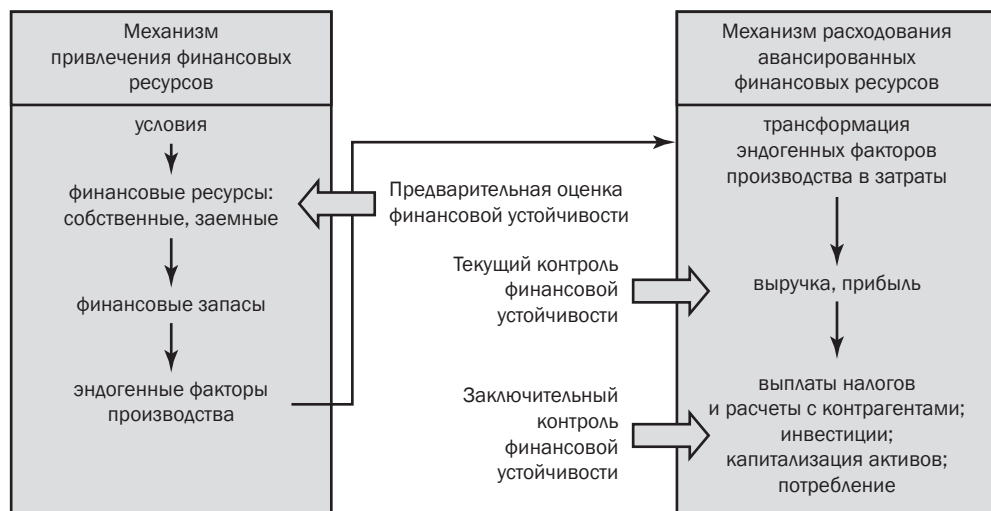 Механизм
привлечения финансовых
ресурсов
условия
финансовые ресурсы:
собственные, заемные
финансовые запасы
эндогенные факторы
производства
Предварительная оценка
финансовой устойчивости
Текущий контроль
финансовой
устойчивости
Заключительный
контроль
финансовой
устойчивости
Механизм расходования
авансированных
финансовых ресурсов
трансформация
эндогенных факторов
производства в затраты
выручка, прибыль
выплаты налогов
и расчеты с контрагентами;
инвестиции;
капитализация активов;
потребление